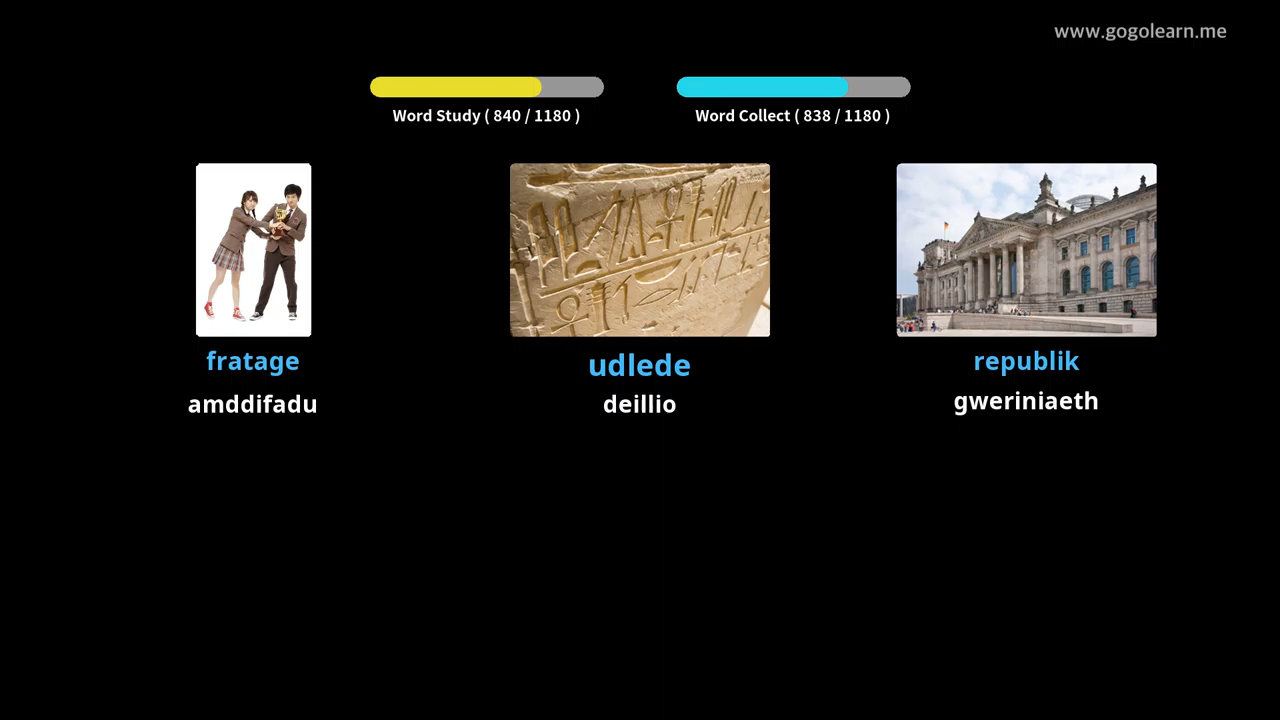 www.gogolearn.me
Word Study ( 840 / 1180 )
Word Collect ( 838 / 1180 )
fratage
udlede
republik
amddifadu
deillio
gweriniaeth